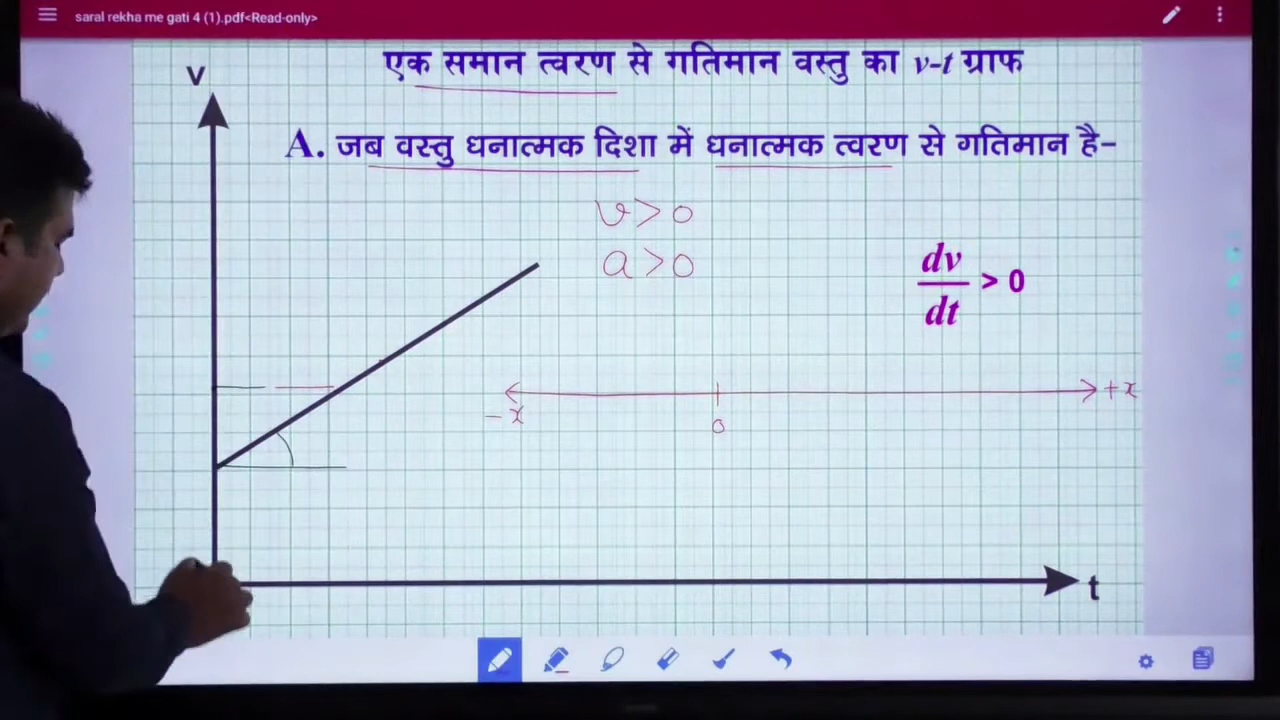 saral rekha me gati 4 (1).pdf<Read-only>
एक समान त्वरण से गतिमान वस्तु का v-t ग्राफ
v
A. जब वस्तु धनात्मक दिशा में धनात्मक त्वरण से गतिमान है-
v > 0
a > 0
dv/dt > 0
-x
0
+x
t